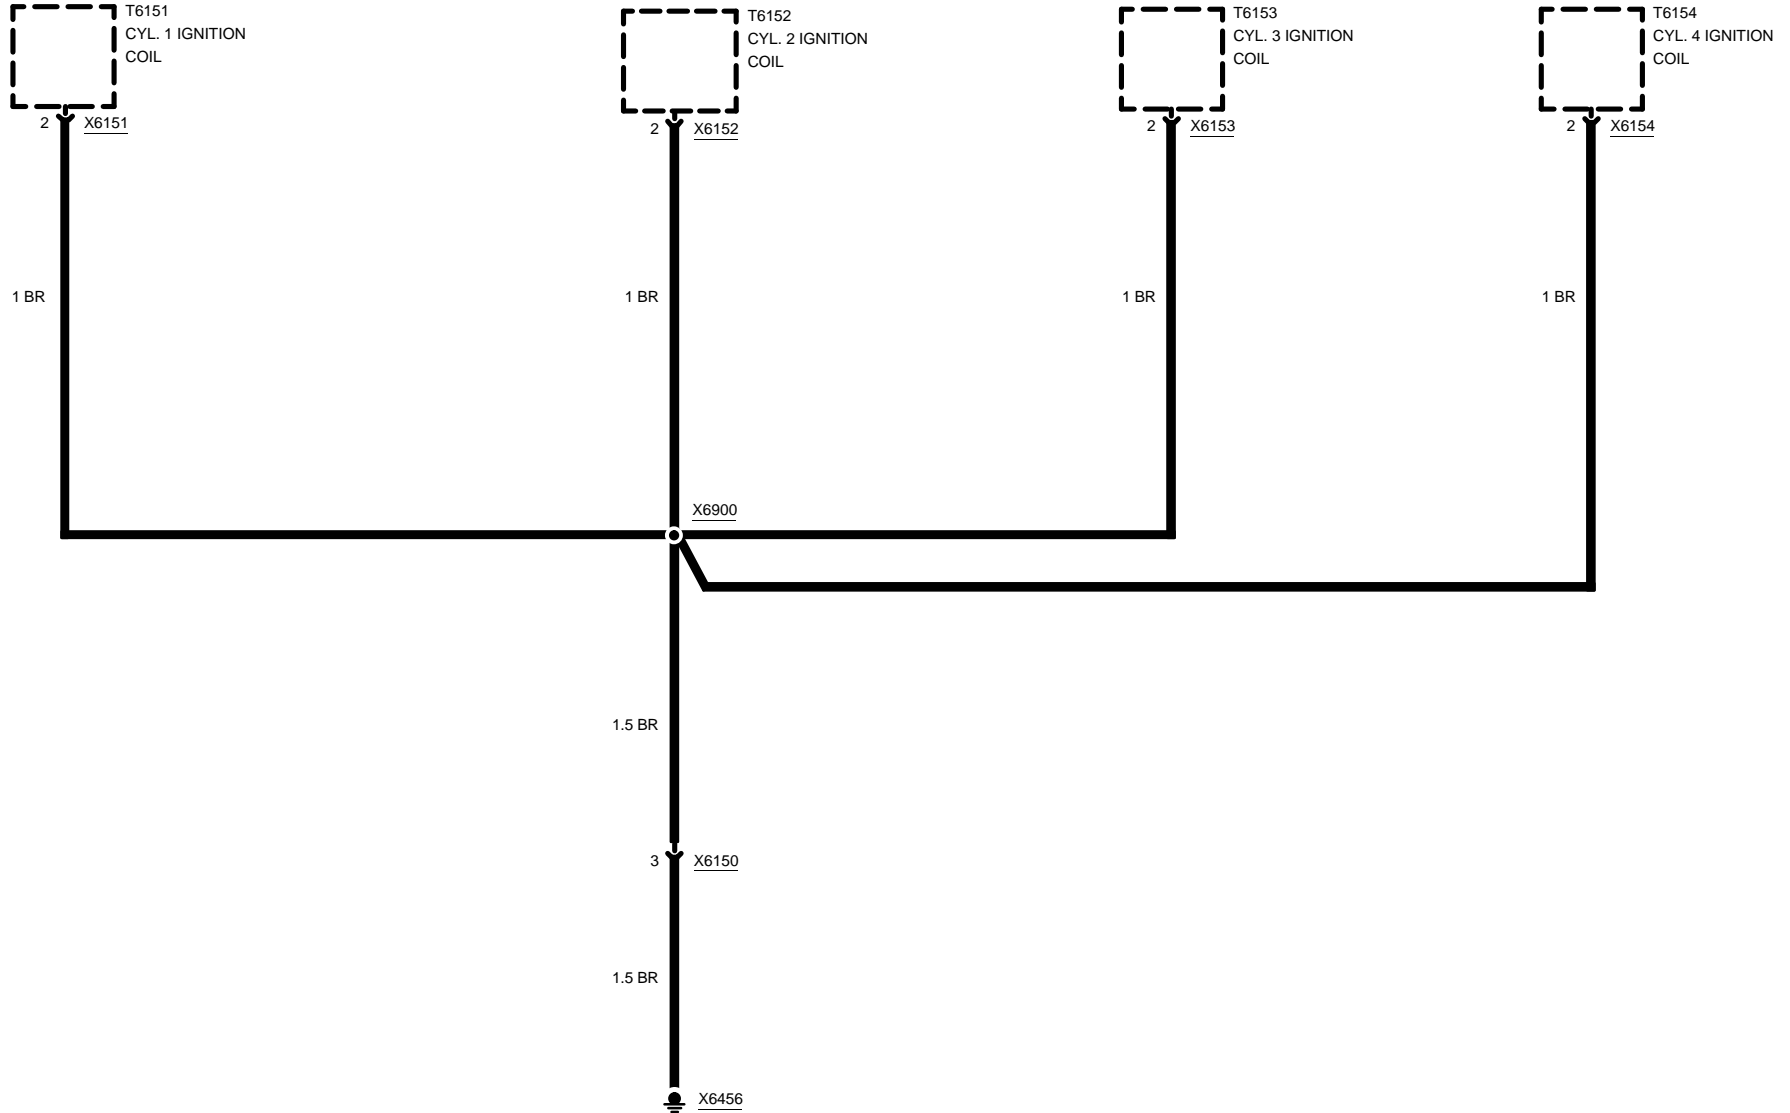 T6151
CYL. 1 IGNITION
COIL
T6152
CYL. 2 IGNITION
COIL
T6153
CYL. 3 IGNITION
COIL
T6154
CYL. 4 IGNITION
COIL
2 X6151
2 X6152
2 X6153
2 X6154
1 BR
1 BR
1 BR
1 BR
X6900
1.5 BR
3 X6150
1.5 BR
X6456